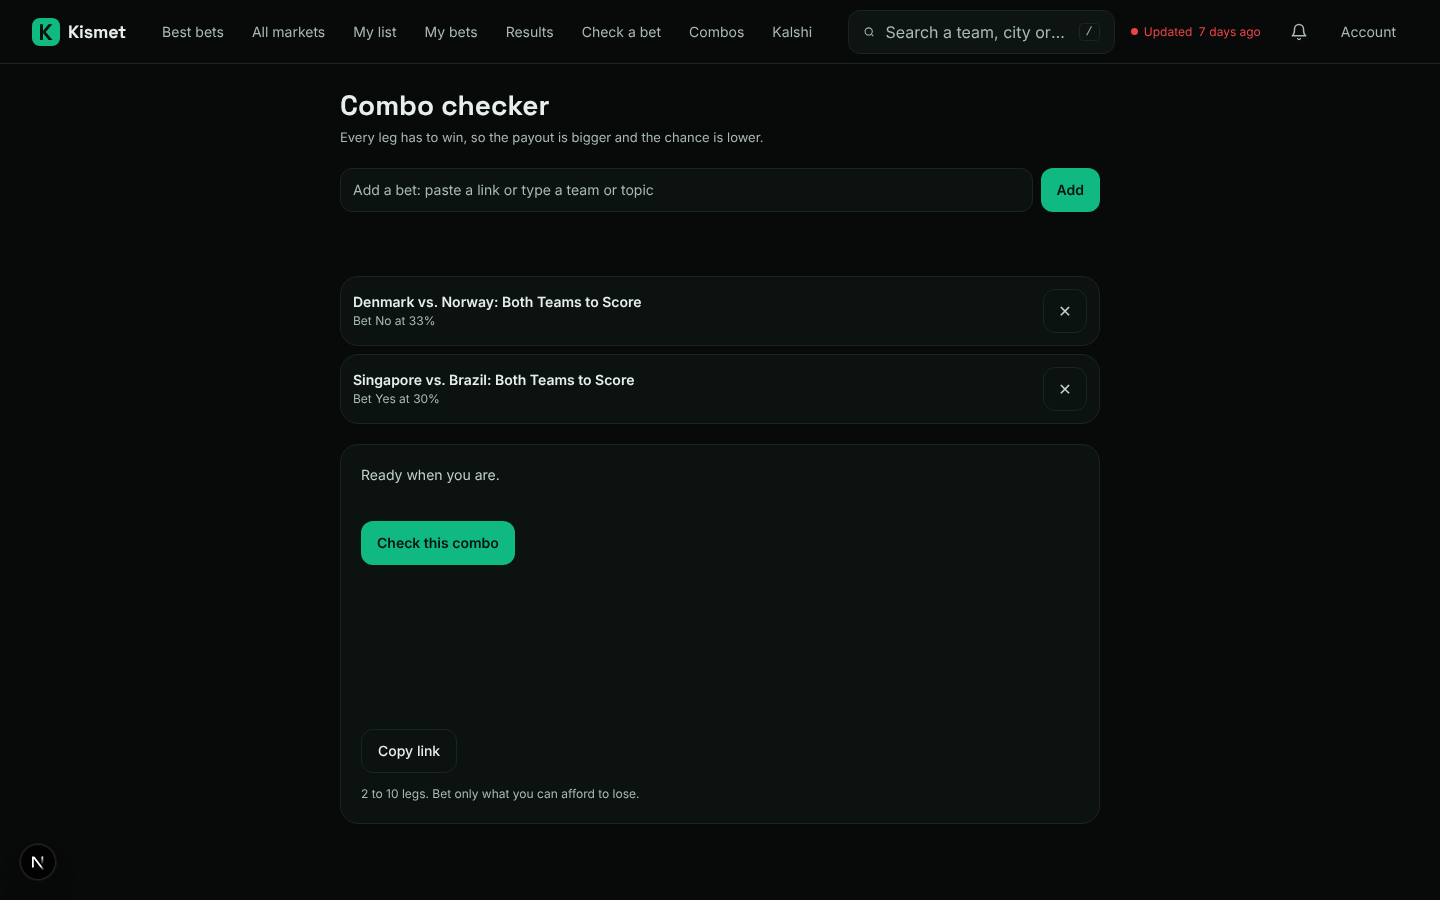 K Kismet
Best bets
All markets
My list
My bets
Results
Check a bet
Combos
Kalshi
Search a team, city or... /
Updated 7 days ago
Account
Combo checker
Every leg has to win, so the payout is bigger and the chance is lower.
Add a bet: paste a link or type a team or topic
Add
Denmark vs. Norway: Both Teams to Score
Bet No at 33%
Singapore vs. Brazil: Both Teams to Score
Bet Yes at 30%
Ready when you are.
Check this combo
Copy link
2 to 10 legs. Bet only what you can afford to lose.
N